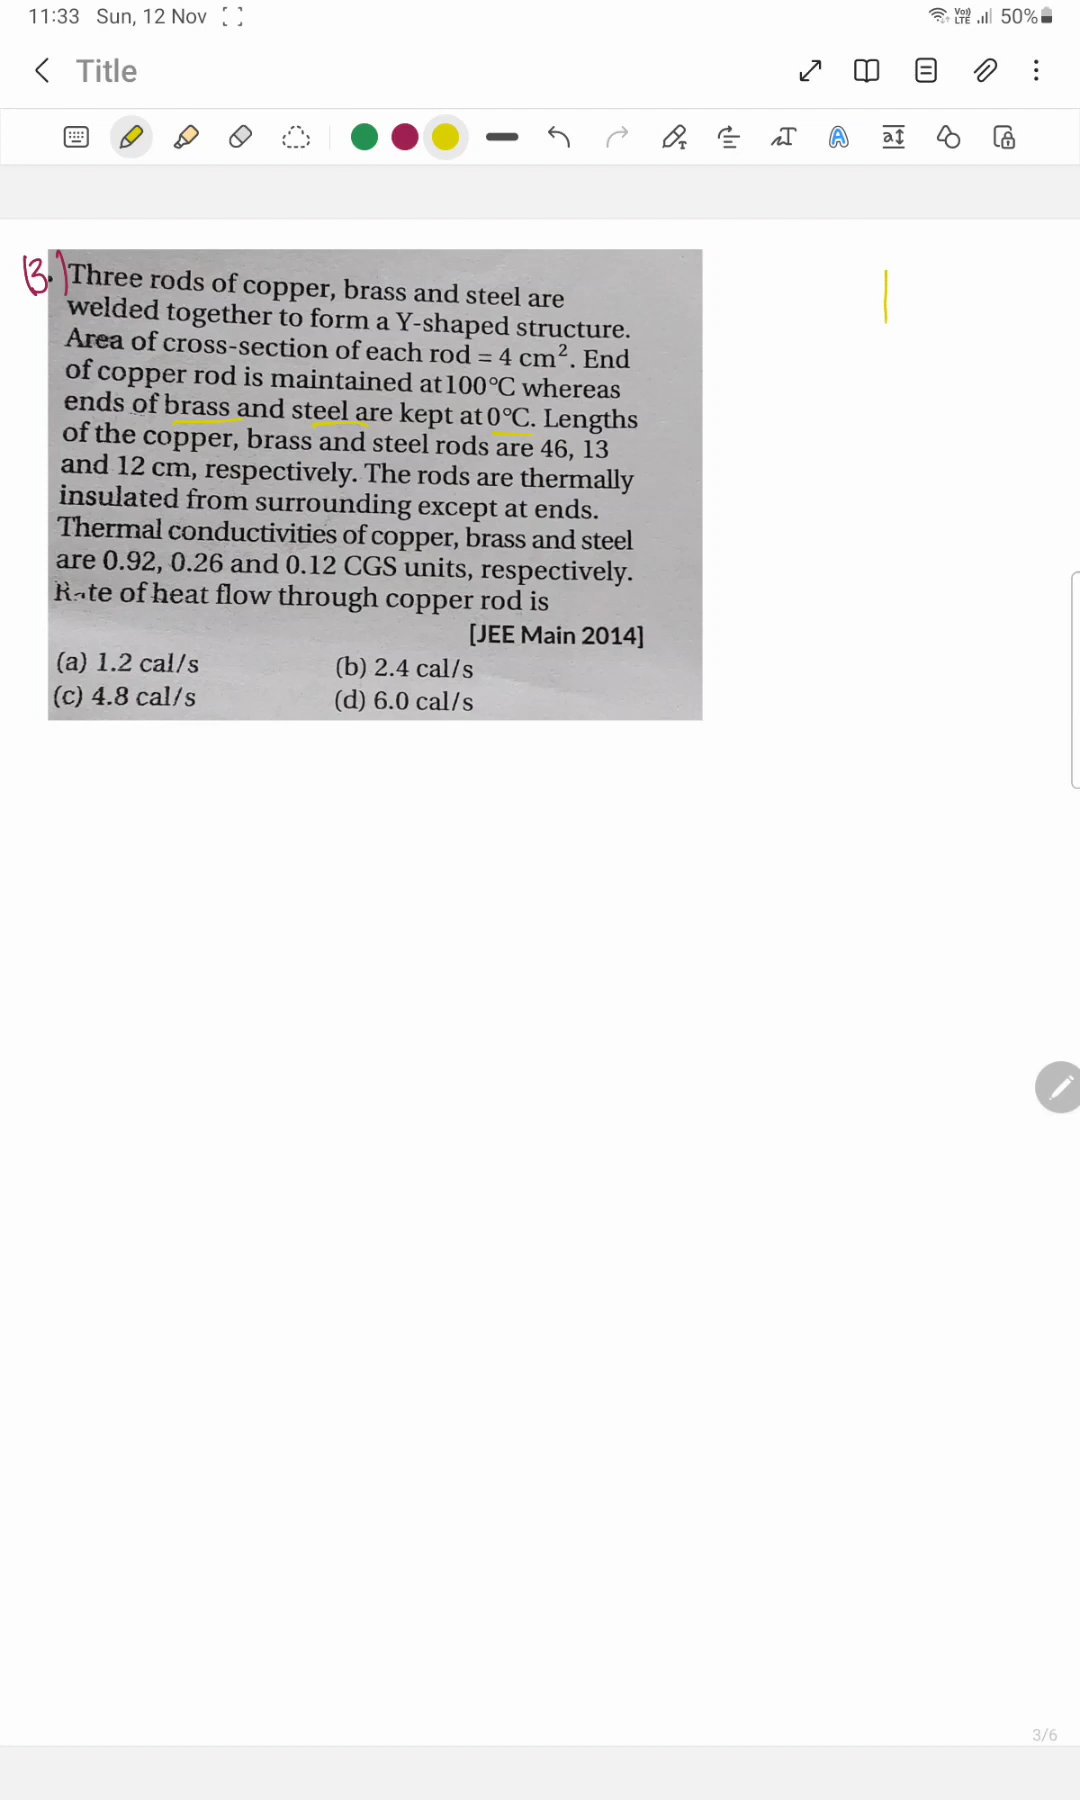 11:33 Sun, 12 Nov
Vo)) LTE 50%
Title
13.) Three rods of copper, brass and steel are
welded together to form a Y-shaped structure.
Area of cross-section of each rod = 4 cm². End
of copper rod is maintained at 100°C whereas
ends of brass and steel are kept at 0°C. Lengths
of the copper, brass and steel rods are 46, 13
and 12 cm, respectively. The rods are thermally
insulated from surrounding except at ends.
Thermal conductivities of copper, brass and steel
are 0.92, 0.26 and 0.12 CGS units, respectively.
Rate of heat flow through copper rod is
[JEE Main 2014]
(a) 1.2 cal/s (b) 2.4 cal/s
(c) 4.8 cal/s (d) 6.0 cal/s
3/6